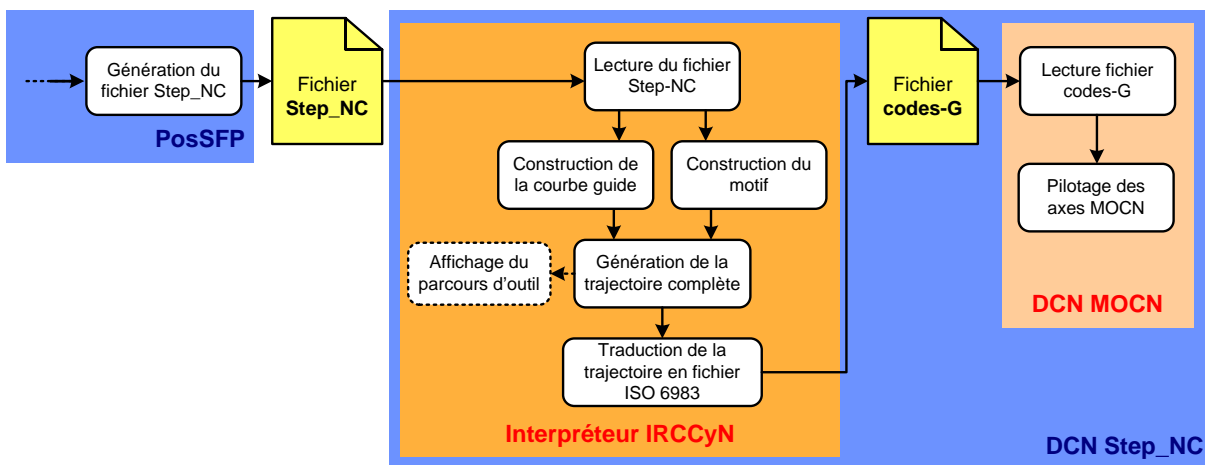 Génération du
fichier Step_NC
PosSFP
Fichier
Step_NC
Lecture du fichier
Step-NC
Construction de
la courbe guide
Construction du
motif
Affichage du
parcours d'outil
Génération de la
trajectoire complète
Traduction de la
trajectoire en fichier
ISO 6983
Interpréteur IRCCyN
Fichier
codes-G
Lecture fichier
codes-G
Pilotage des
axes MOCN
DCN MOCN
DCN Step_NC